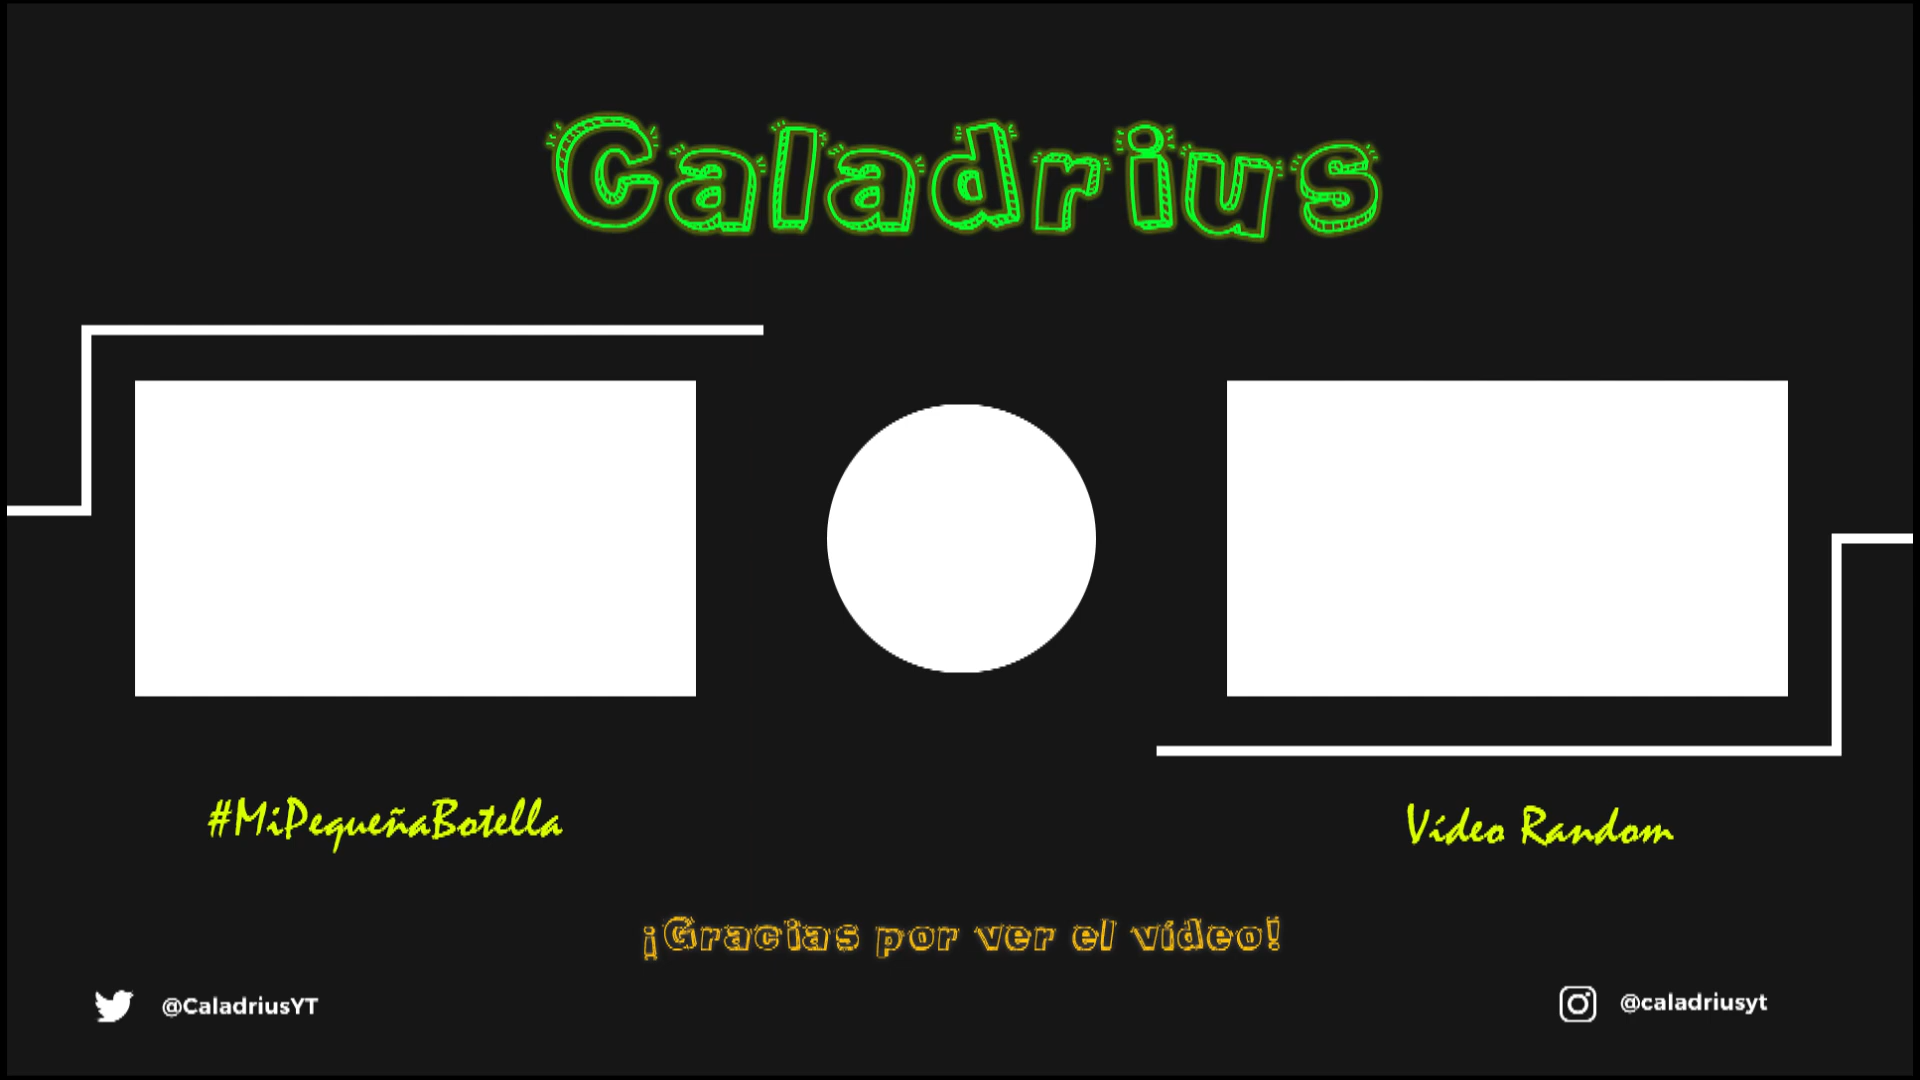 Caladrius
#MiPequeñaBotella
Vídeo Random
¡Gracias por ver el vídeo!
@CaladriusYT
@caladriusyt